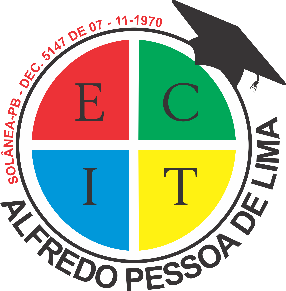 SOLÂNEA-PB - DEC. 5147 DE 07 - 11-1970
E C
I T
ALFREDO PESSOA DE LIMA